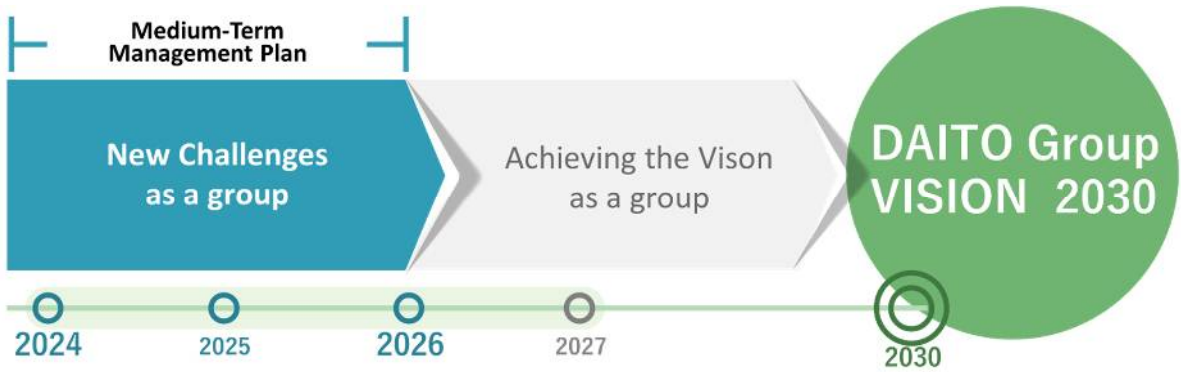 Medium-Term
Management Plan
New Challenges
as a group
Achieving the Vison
as a group
DAITO Group
VISION 2030
2024
2025
2026
2027
2030